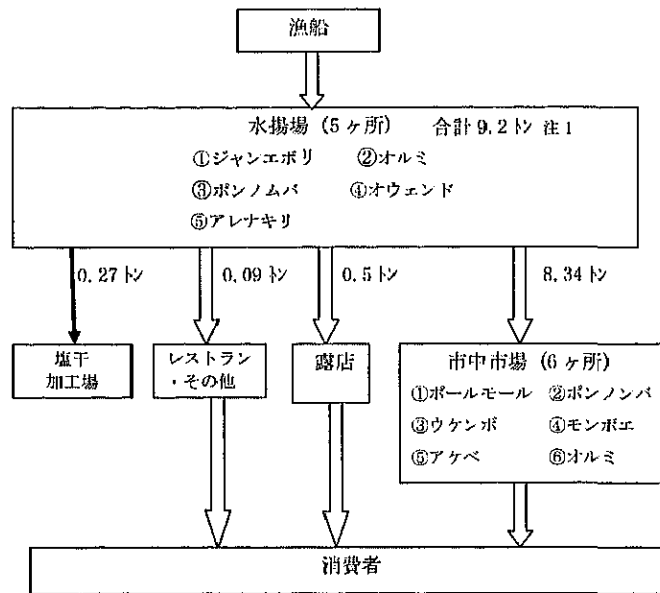 漁船
水揚場 (5ヶ所) 合計9.2トン 注1
①ジャンエボリ ②オルミ
③ポンノムバ ④オウェンド
⑤アレナキリ
0.27トン 0.09トン 0.5トン 8.34トン
塩干
加工場
レストラン
・その他
露店
市中市場 (6ヶ所)
①ポールモール ②ポンノンバ
③ウケンボ ④モンボエ
⑤アケベ ⑥オルミ
消費者